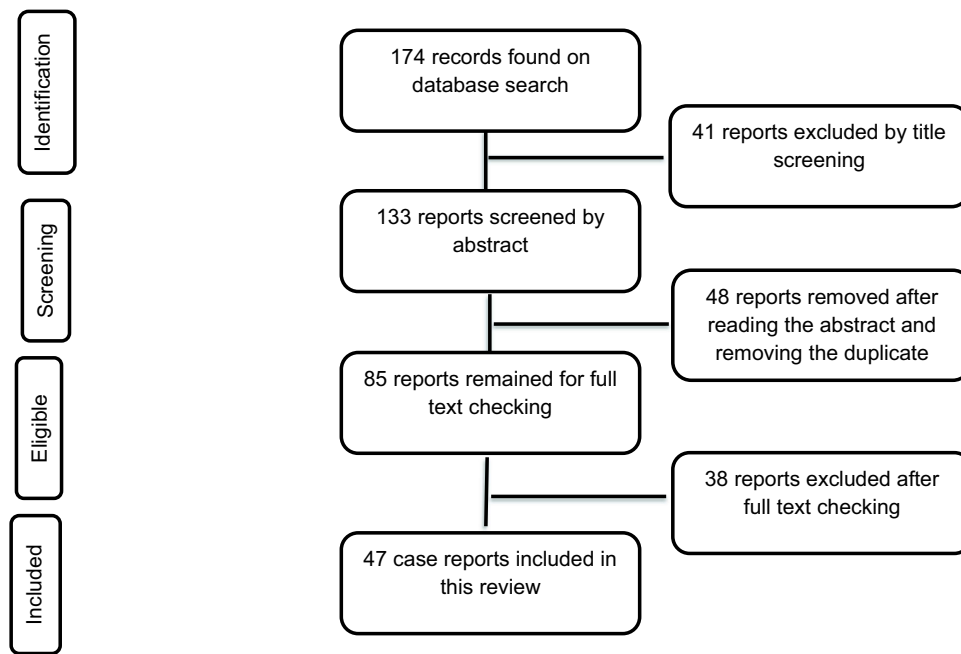 Identification
174 records found on
database search
41 reports excluded by title
screening
Screening
133 reports screened by
abstract
48 reports removed after
reading the abstract and
removing the duplicate
Eligible
85 reports remained for full
text checking
38 reports excluded after
full text checking
Included
47 case reports included in
this review